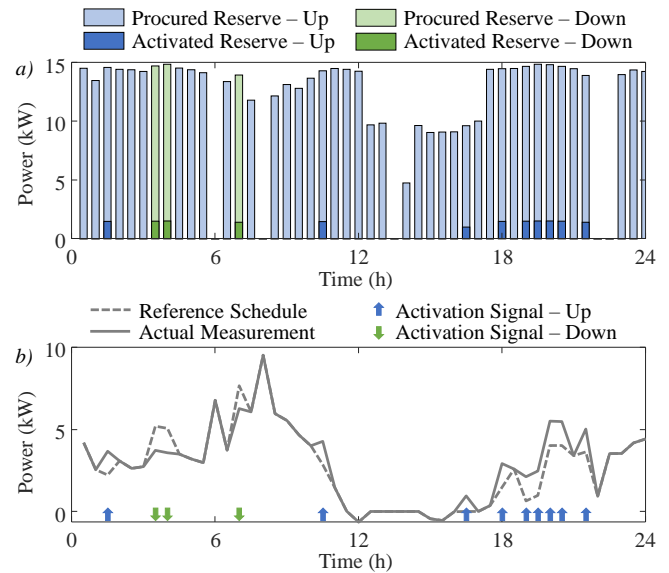 Procured Reserve – Up Procured Reserve – Down
Activated Reserve – Up Activated Reserve – Down
a)
15
10
5
0
Power (kW)
0 6 12 18 24
Time (h)
Reference Schedule Activation Signal – Up
Actual Measurement Activation Signal – Down
b)
10
5
0
Power (kW)
0 6 12 18 24
Time (h)